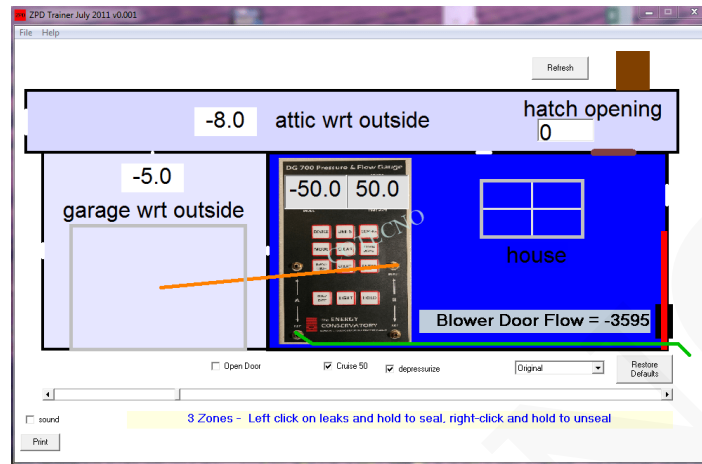 ZPD Trainer July 2011 v0.001
File Help
Refresh
hatch opening
0
-8.0 attic wrt outside
-5.0
garage wrt outside
DG 700 Pressure & Flow Gauge
-50.0 50.0
house
The ENERGY
CONSERVATORY
Blower Door Flow = -3595
Open Door
Cruise 50
depressurize
Original
Restore
Defaults
sound
3 Zones - Left click on leaks and hold to seal, right-click and hold to unseal
Print